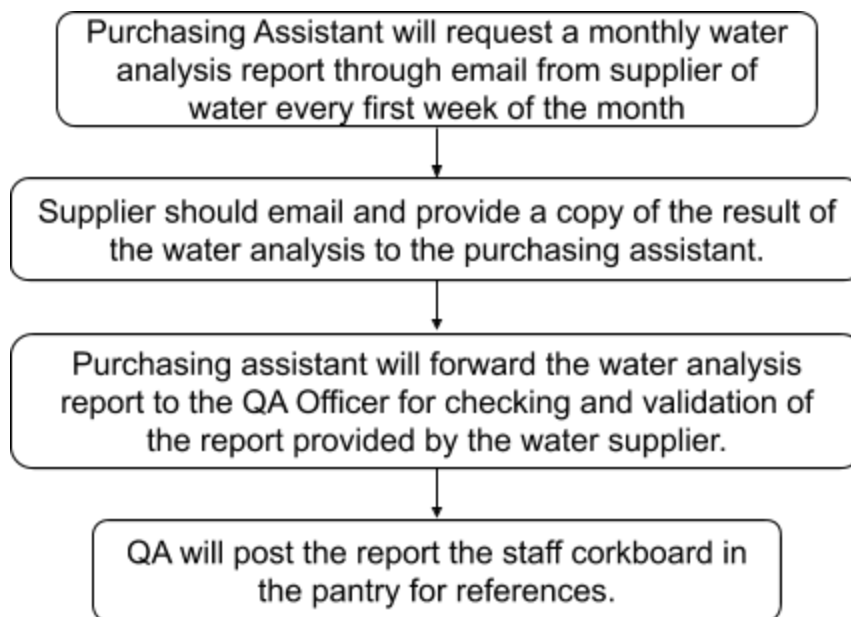 Purchasing Assistant will request a monthly water
analysis report through email from supplier of
water every first week of the month
Supplier should email and provide a copy of the result of
the water analysis to the purchasing assistant.
Purchasing assistant will forward the water analysis
report to the QA Officer for checking and validation of
the report provided by the water supplier.
QA will post the report the staff corkboard in
the pantry for references.